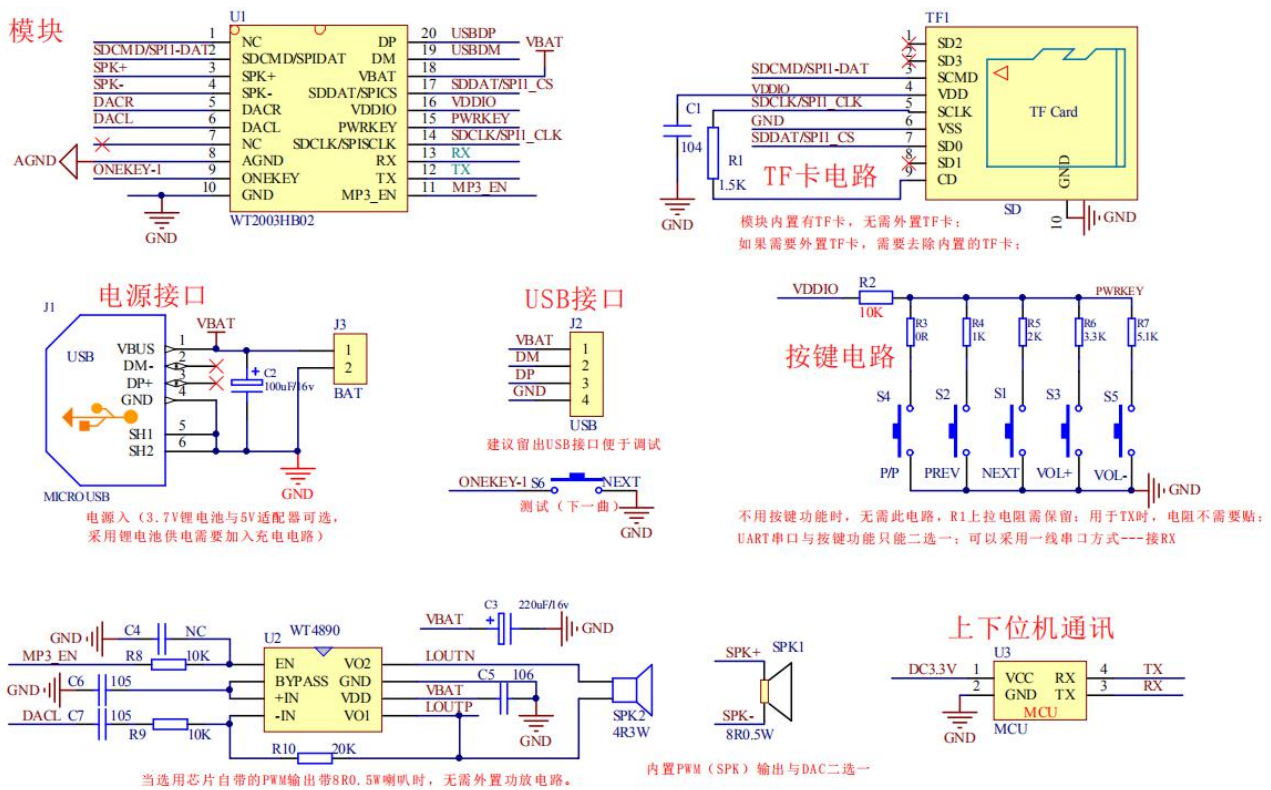 模块
U1
1 NC DP 20 USBDP
SDCMD/SPI1-DAT 2 SDCMD/SPIDAT DM 19 USBDM
VBAT
SPK+ 3 SPK+ VBAT 18
SPK- 4 SPK- SDDAT/SPICS 17 SDDAT/SPI1_CS
DACR 5 DACR VDDIO 16 VDDIO
DACL 6 DACL PWRKEY 15 PWRKEY
7 NC SDCLK/SPISCLK 14 SDCLK/SPI1_CLK
AGND 8 AGND RX 13 RX
ONEKEY-1 9 ONEKEY TX 12 TX
10 GND MP3_EN 11 MP3_EN
GND
WT2003HB02
TF1
1 SD2
2 SD3
SDCMD/SPI1-DAT 3 SCMD
VDDIO 4 VDD
SDCLK/SPI1_CLK 5 SCLK
GND 6 VSS
SDDAT/SPI1_CS 7 SD0
8 SD1
9 CD
TF Card
GND
C1
104
R1
1.5K
GND
TF卡电路
SD
10
GND
模块内置有TF卡，无需外置TF卡；
如果需要外置TF卡，需要去除内置的TF卡；
电源接口
J1
USB
VBUS 1
DM- 2
DP+ 3
GND 4
SH1 5
SH2 6
MICROUSB
VBAT
C2
100uF/16v
J3
1
2
BAT
GND
电源入（3.7V锂电池与5V适配器可选，
采用锂电池供电需要加入充电电路）
USB接口
J2
VBAT 1
DM 2
DP 3
GND 4
USB
建议留出USB接口便于调试
ONEKEY-1 S6 NEXT
测试（下一曲）
GND
VDDIO R2
10K
PWRKEY
R3 R4 R5 R6 R7
0R 1K 2K 3.3K 5.1K
按键电路
S4 S2 S1 S3 S5
P/P PREV NEXT VOL+ VOL-
GND
不用按键功能时，无需此电路，R1上拉电阻需保留；用于TX时，电阻不需要贴；
UART串口与按键功能只能二选一；可以采用一线串口方式---接RX
GND C4 NC
MP3_EN R8 10K
GND C6 105
DACL C7 105 R9 10K
U2 WT4890
EN VO2
BYPASS GND
+IN VDD
-IN VO1
R10 20K
VBAT C3 220uF/16v GND
LOUTN
C5 106
VBAT
LOUTP
GND
SPK2
4R3W
当选用芯片自带的PWM输出带8R0.5W喇叭时，无需外置功放电路。
SPK+ SPK1
SPK-
8R0.5W
内置PWM（SPK）输出与DAC二选一
上下位机通讯
U3
DC3.3V 1 VCC RX 4 TX
2 GND TX 3 RX
MCU
GND MCU